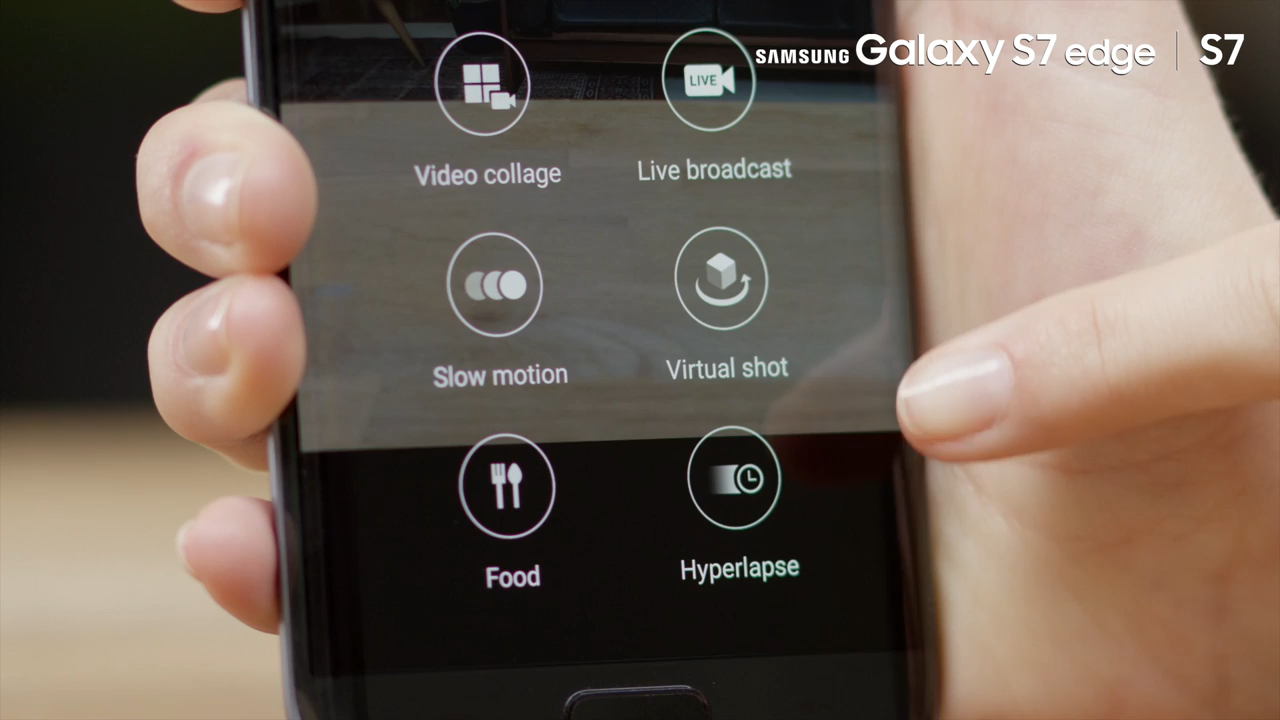 SAMSUNG Galaxy S7 edge | S7
LIVE
Video collage
Live broadcast
Slow motion
Virtual shot
Food
Hyperlapse